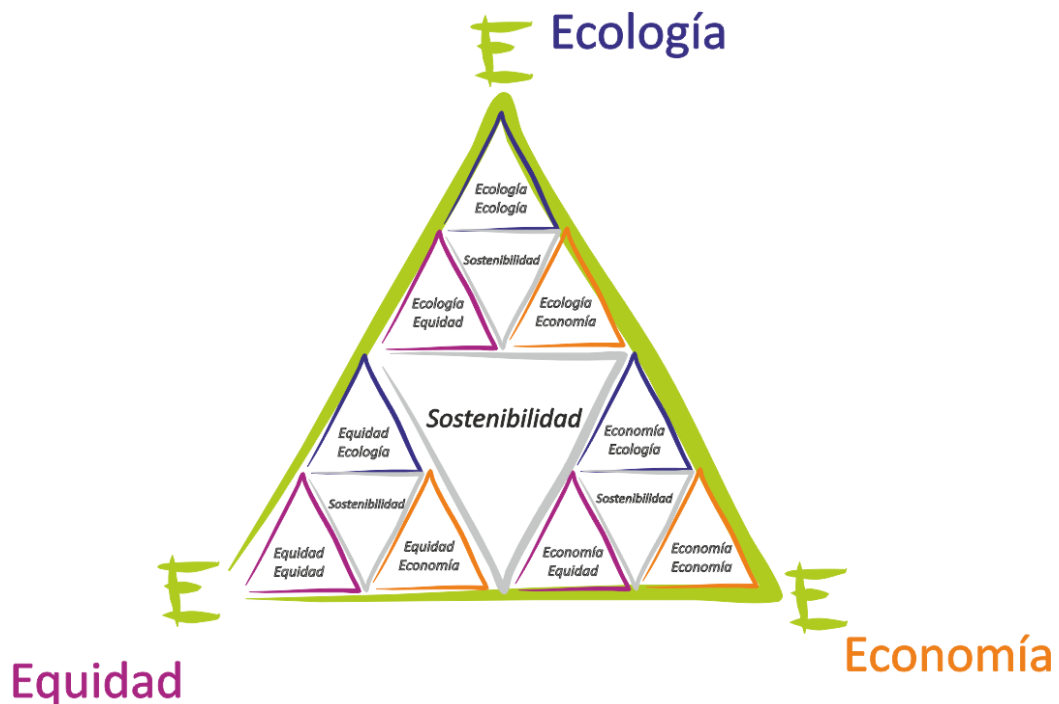 E Ecología
Ecología
Ecología
Sostenibilidad
Ecología
Equidad
Ecología
Economía
Sostenibilidad
Equidad
Ecología
Economía
Ecología
Sostenibilidad
Sostenibilidad
Equidad
Equidad
Equidad
Economía
Economía
Equidad
Economía
Economía
E
E
Equidad
Economía